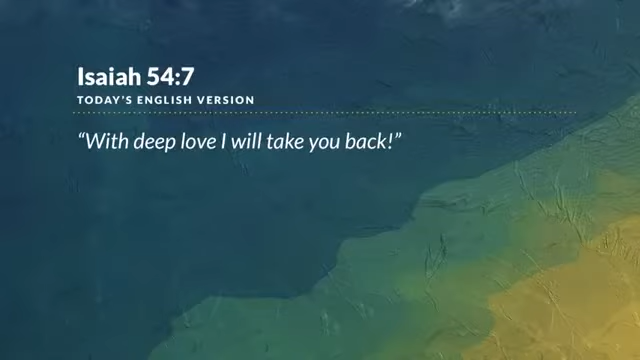 Isaiah 54:7
TODAY’S ENGLISH VERSION
“With deep love I will take you back!”